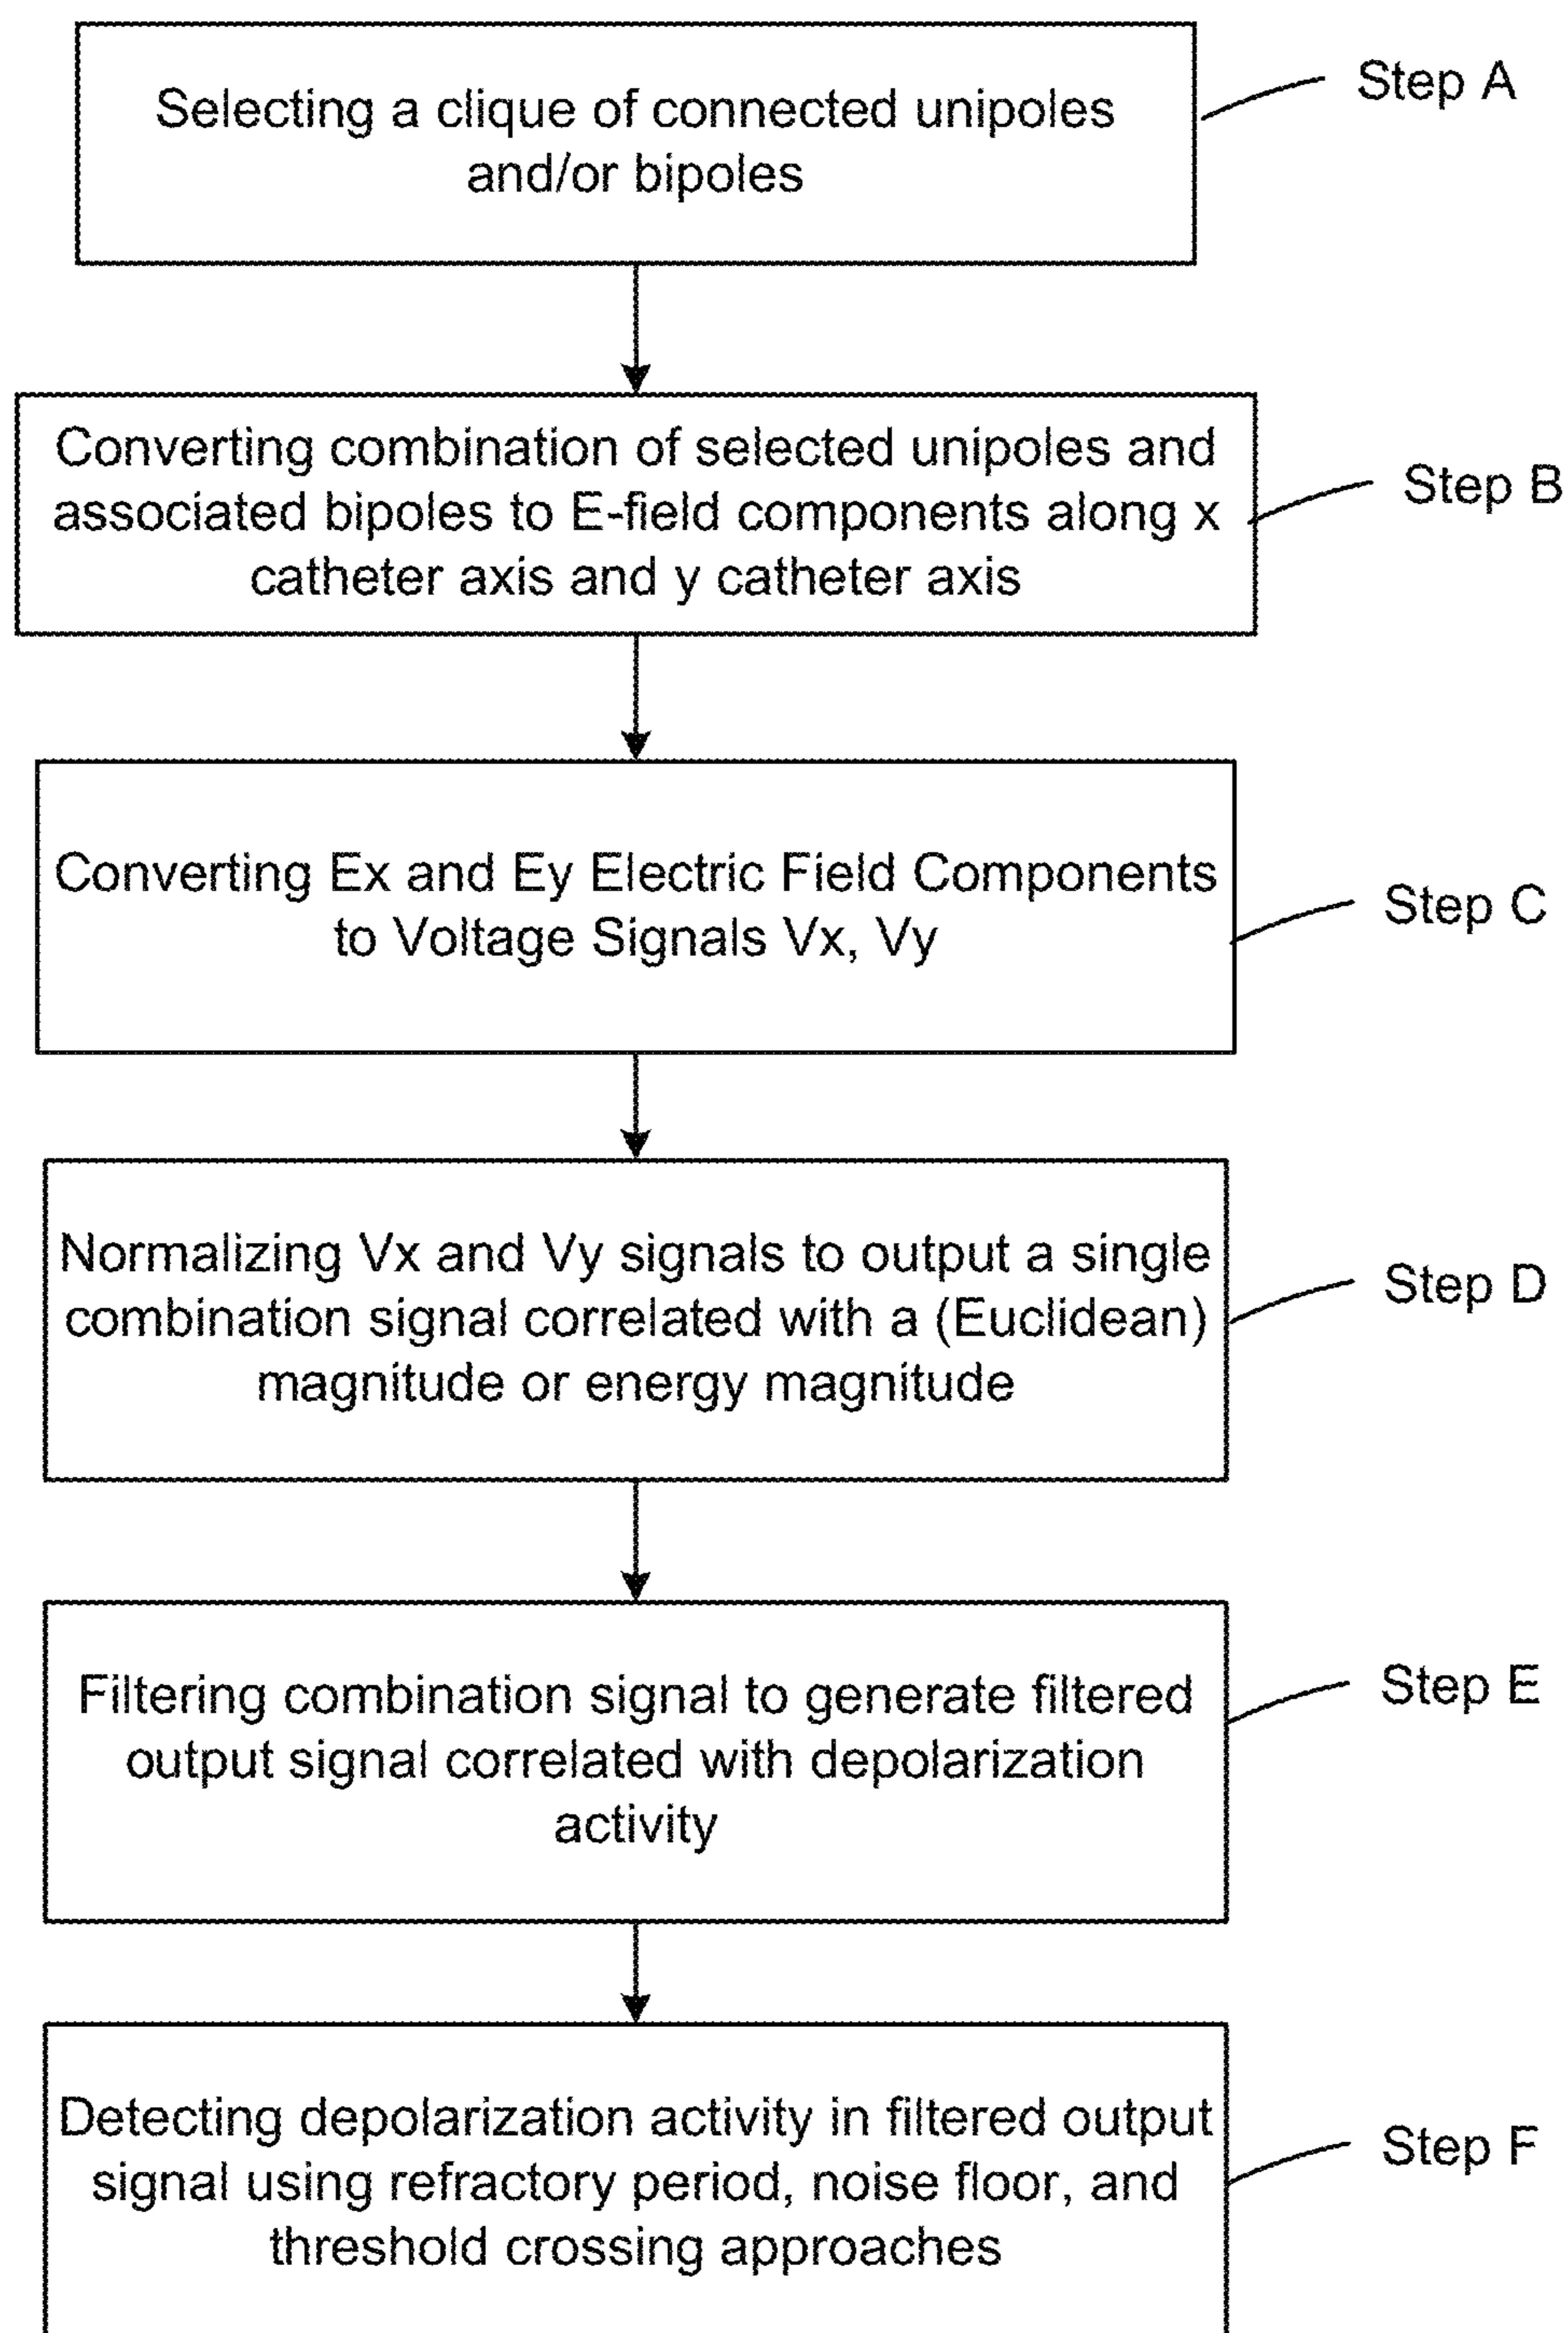 Selecting a clique of connected unipoles
and/or bipoles
Step A
Converting combination of selected unipoles and
associated bipoles to E-field components along x
catheter axis and y catheter axis
Step B
Converting Ex and Ey Electric Field Components
to Voltage Signals Vx, Vy
Step C
Normalizing Vx and Vy signals to output a single
combination signal correlated with a (Euclidean)
magnitude or energy magnitude
Step D
Filtering combination signal to generate filtered
output signal correlated with depolarization
activity
Step E
Detecting depolarization activity in filtered output
signal using refractory period, noise floor, and
threshold crossing approaches
Step F